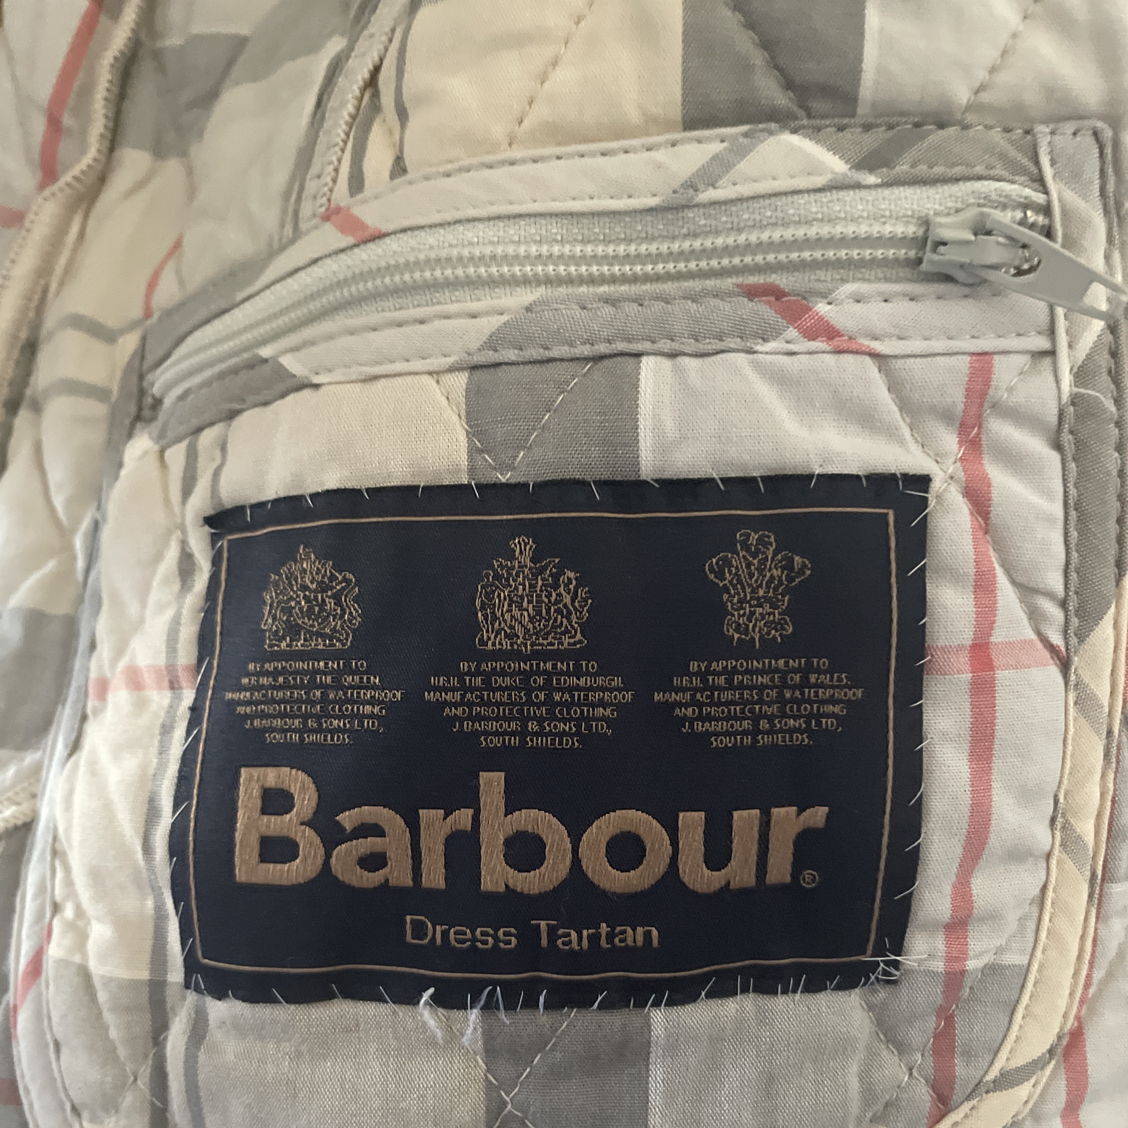 BY APPOINTMENT TO
HER MAJESTY THE QUEEN,
MANUFACTURERS OF WATERPROOF
AND PROTECTIVE CLOTHING
J. BARBOUR & SONS LTD.,
SOUTH SHIELDS.
BY APPOINTMENT TO
H.R.H. THE DUKE OF EDINBURGH,
MANUFACTURERS OF WATERPROOF
AND PROTECTIVE CLOTHING
J. BARBOUR & SONS LTD.,
SOUTH SHIELDS.
BY APPOINTMENT TO
H.R.H. THE PRINCE OF WALES,
MANUFACTURERS OF WATERPROOF
AND PROTECTIVE CLOTHING
J. BARBOUR & SONS LTD,
SOUTH SHIELDS.
Barbour®
Dress Tartan